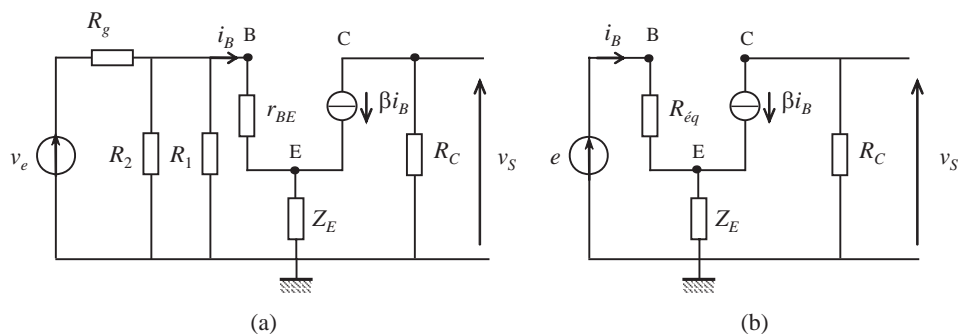 R_g
i_B
B
C
r_BE
βi_B
v_e
R_2
R_1
E
R_C
v_S
Z_E
(a)
i_B
B
C
R_éq
βi_B
e
E
R_C
v_S
Z_E
(b)